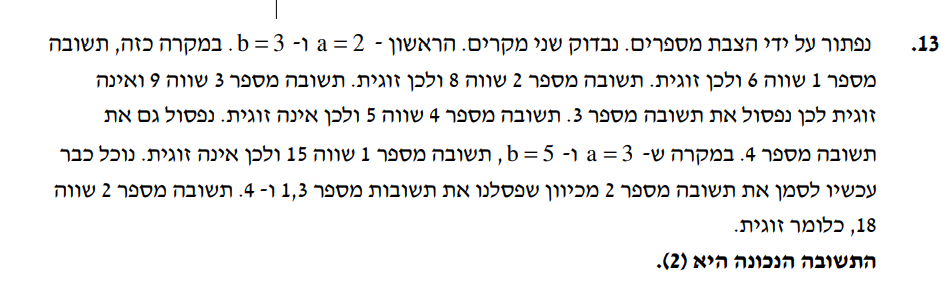 13. נפתור על ידי הצבת מספרים. נבדוק שני מקרים. הראשון - a = 2 ו- b = 3. במקרה כזה, תשובה
מספר 1 שווה 6 ולכן זוגית. תשובה מספר 2 שווה 8 ולכן זוגית. תשובה מספר 3 שווה 9 ואינה
זוגית לכן נפסול את תשובה מספר 3. תשובה מספר 4 שווה 5 ולכן אינה זוגית. נפסול גם את
תשובה מספר 4. במקרה ש- a = 3 ו- b = 5, תשובה מספר 1 שווה 15 ולכן אינה זוגית. נוכל כבר
עכשיו לסמן את תשובה מספר 2 מכיוון שפסלנו את תשובות מספר 1,3 ו- 4. תשובה מספר 2 שווה
18, כלומר זוגית.
התשובה הנכונה היא (2).